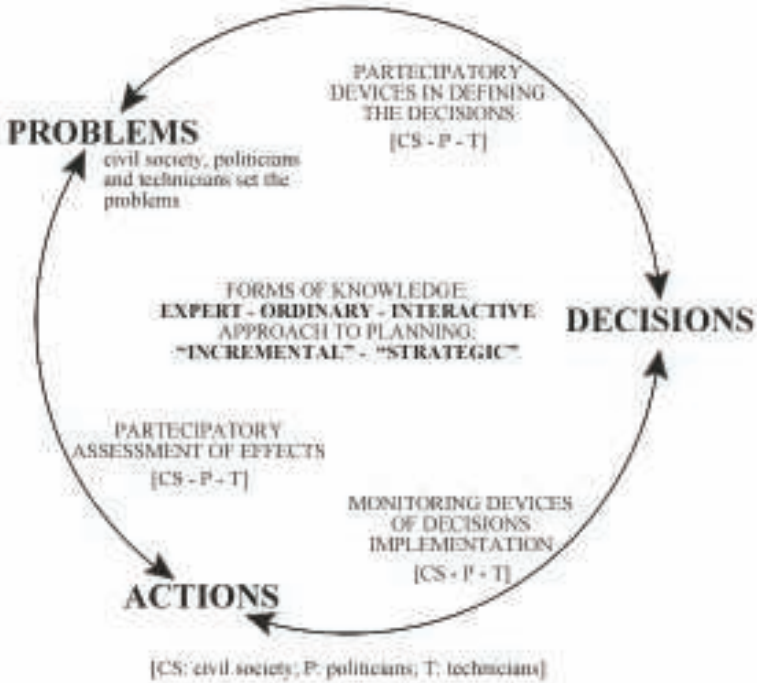 PARTECIPATORY
DEVICES IN DEFINING
THE DECISIONS
[CS - P - T]
PROBLEMS
civil society, politicians
and technicians set the
problems
FORMS OF KNOWLEDGE:
EXPERT - ORDINARY - INTERACTIVE
APPROACH TO PLANNING:
"INCREMENTAL" - "STRATEGIC"
DECISIONS
PARTECIPATORY
ASSESSMENT OF EFFECTS
[CS - P - T]
MONITORING DEVICES
OF DECISIONS
IMPLEMENTATION
[CS - P - T]
ACTIONS
[CS: civil society; P: politicians; T: technicians]